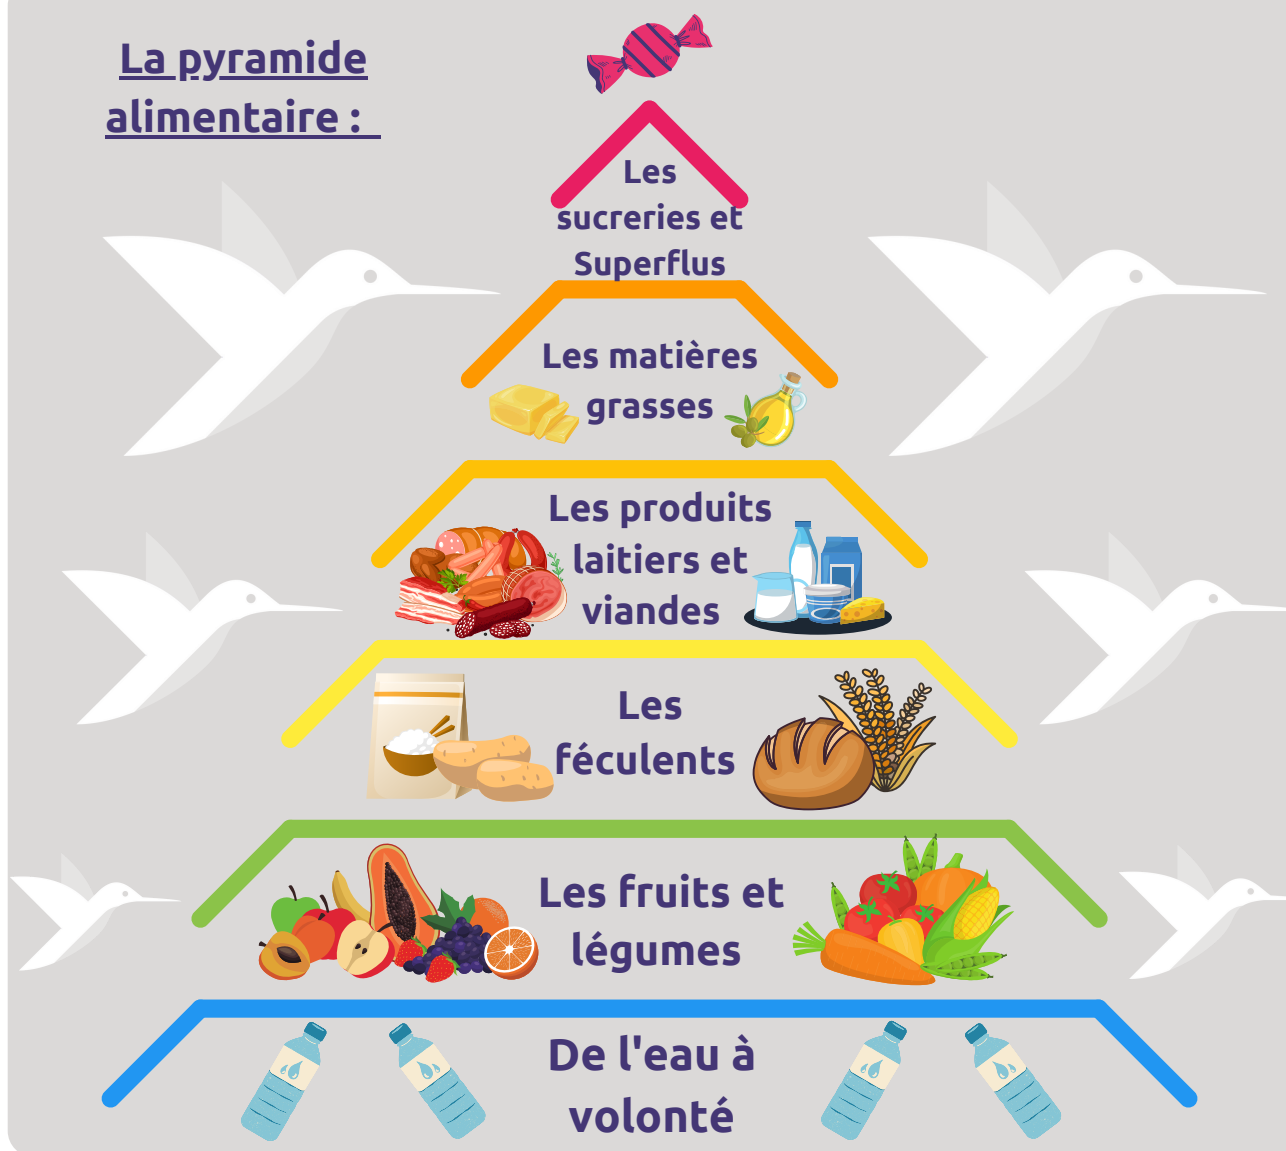 La pyramide
alimentaire :
Les
sucreries et
Superflus
Les matières
grasses
Les produits
laitiers et
viandes
Les
féculents
Les fruits et
légumes
De l'eau à
volonté